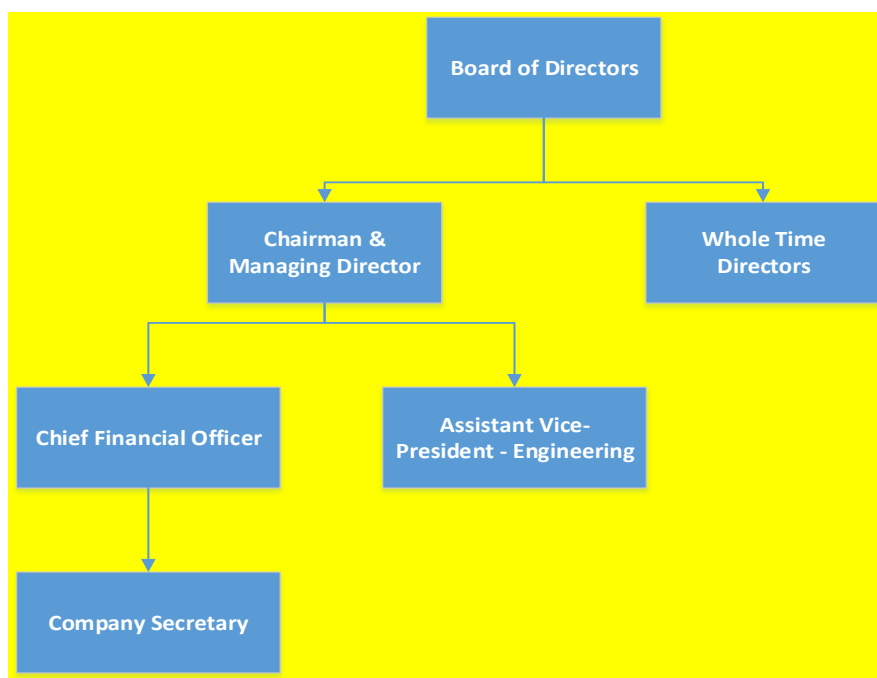 Board of Directors
Chairman &
Managing Director
Whole Time
Directors
Chief Financial Officer
Assistant Vice-
President - Engineering
Company Secretary